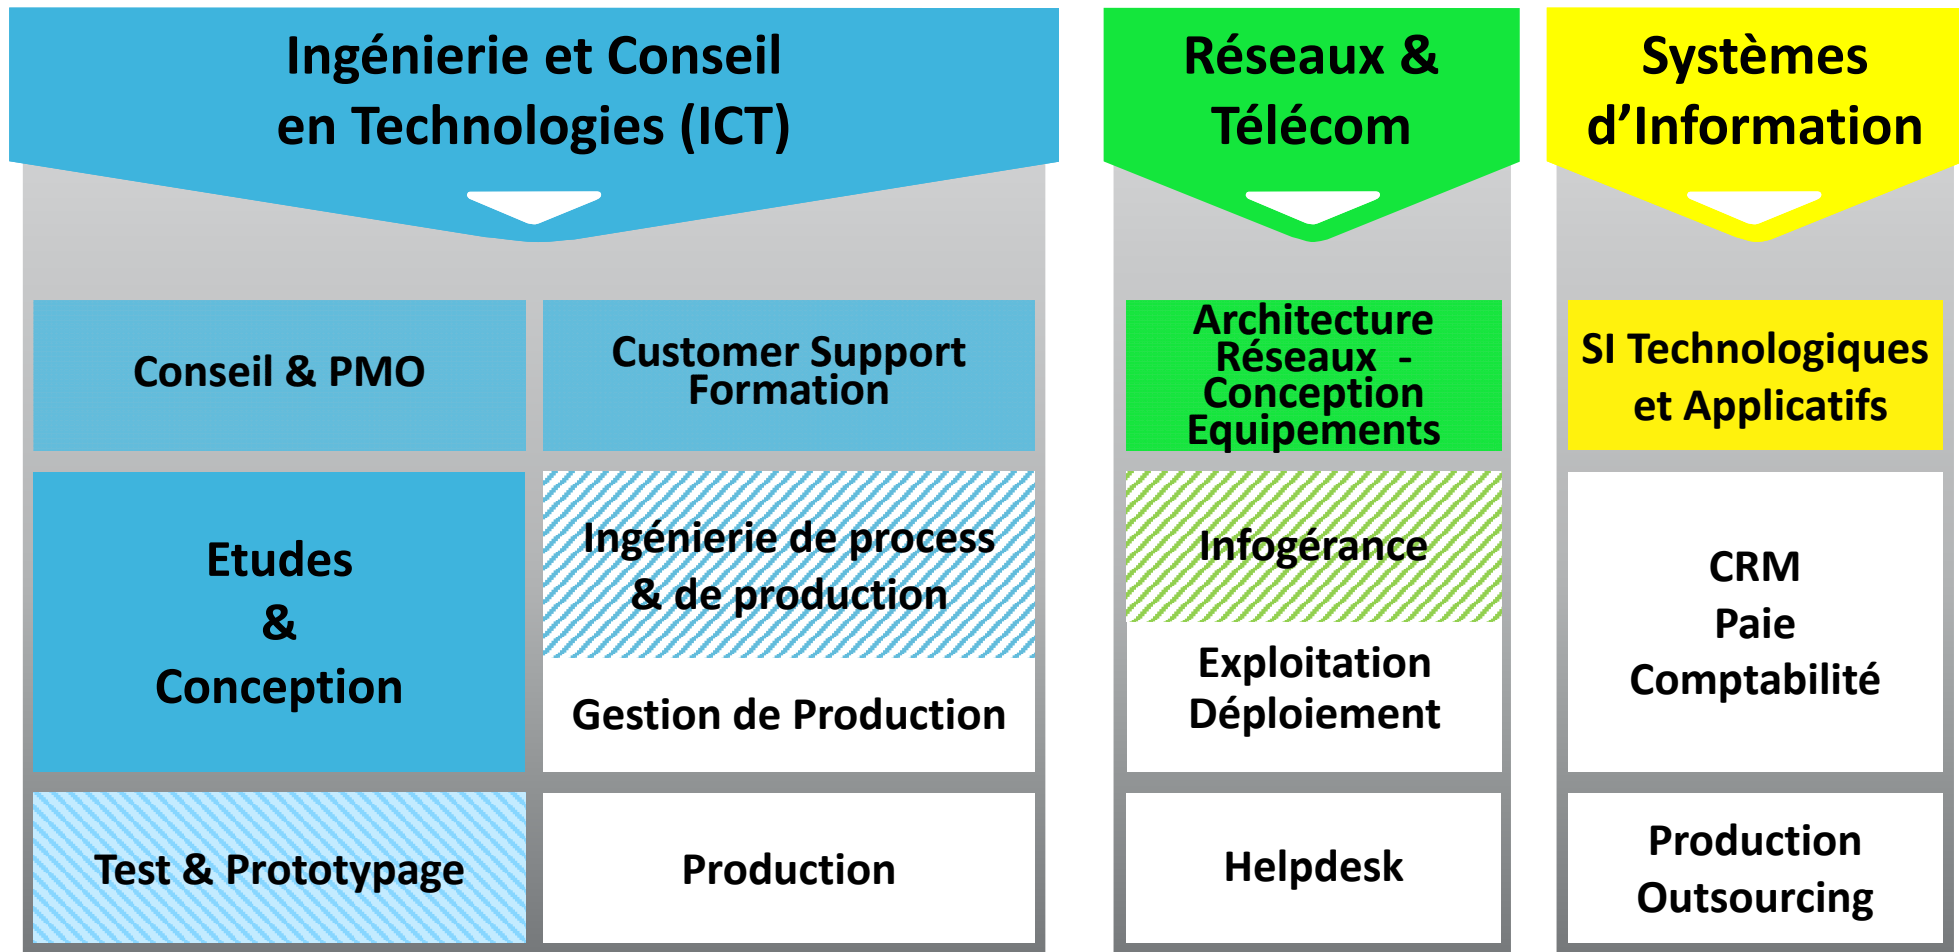 Ingénierie et Conseil
en Technologies (ICT)
Réseaux &
Télécom
Systèmes
d’Information
Conseil & PMO
Customer Support
Formation
Architecture
Réseaux -
Conception
Equipements
SI Technologiques
et Applicatifs
Etudes
&
Conception
Ingénierie de process
& de production
Gestion de Production
Infogérance
Exploitation
Déploiement
CRM
Paie
Comptabilité
Test & Prototypage
Production
Helpdesk
Production
Outsourcing